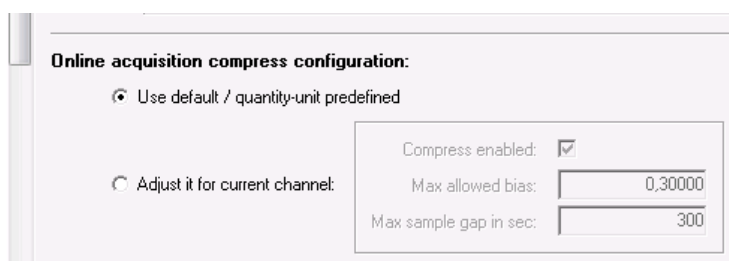 Online acquisition compress configuration:
Use default / quantity-unit predefined
Compress enabled:
Adjust it for current channel:
Max allowed bias: 0,30000
Max sample gap in sec: 300